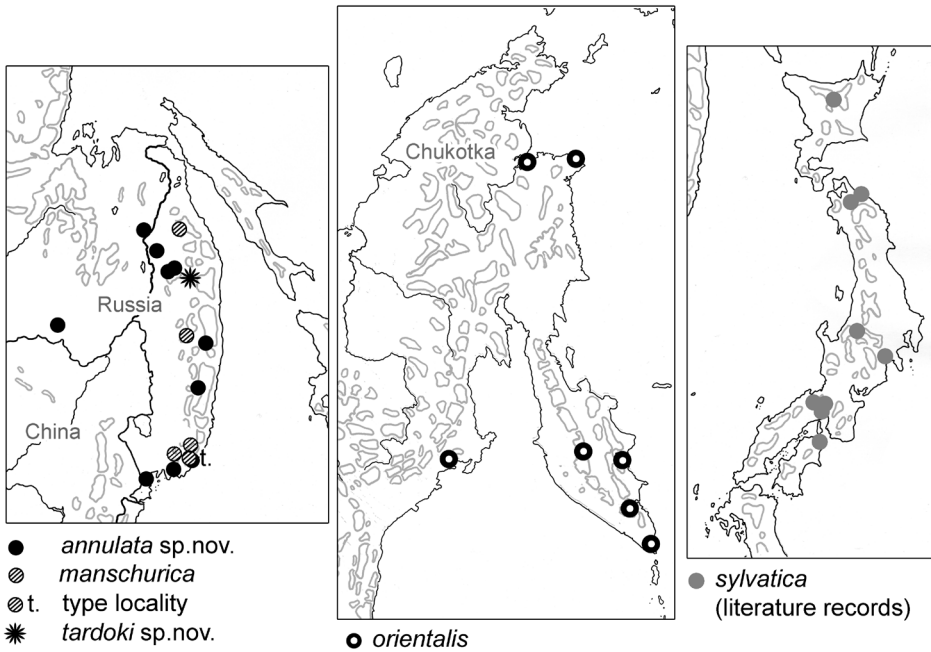 Chukotka
Russia
China
t.
annulata sp.nov.
manschurica
t. type locality
tardoki sp.nov.
orientalis
sylvatica
(literature records)